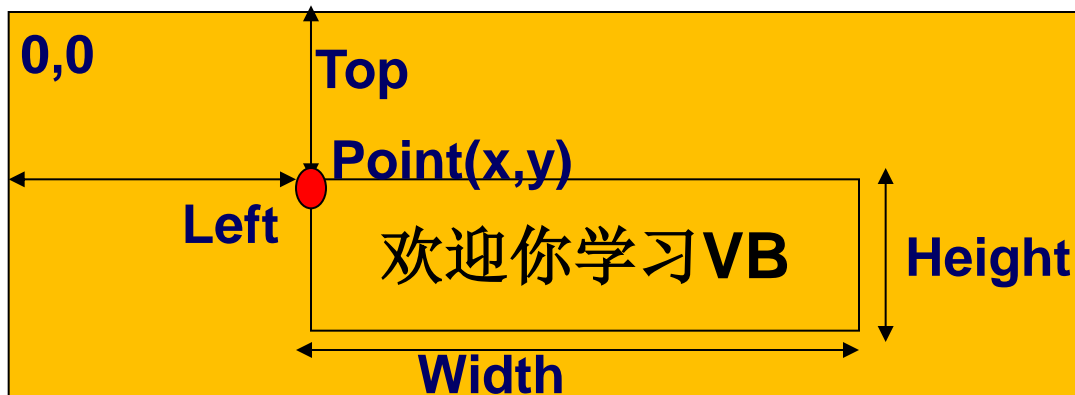 0,0
Top
Point(x,y)
Left
欢迎你学习VB
Height
Width